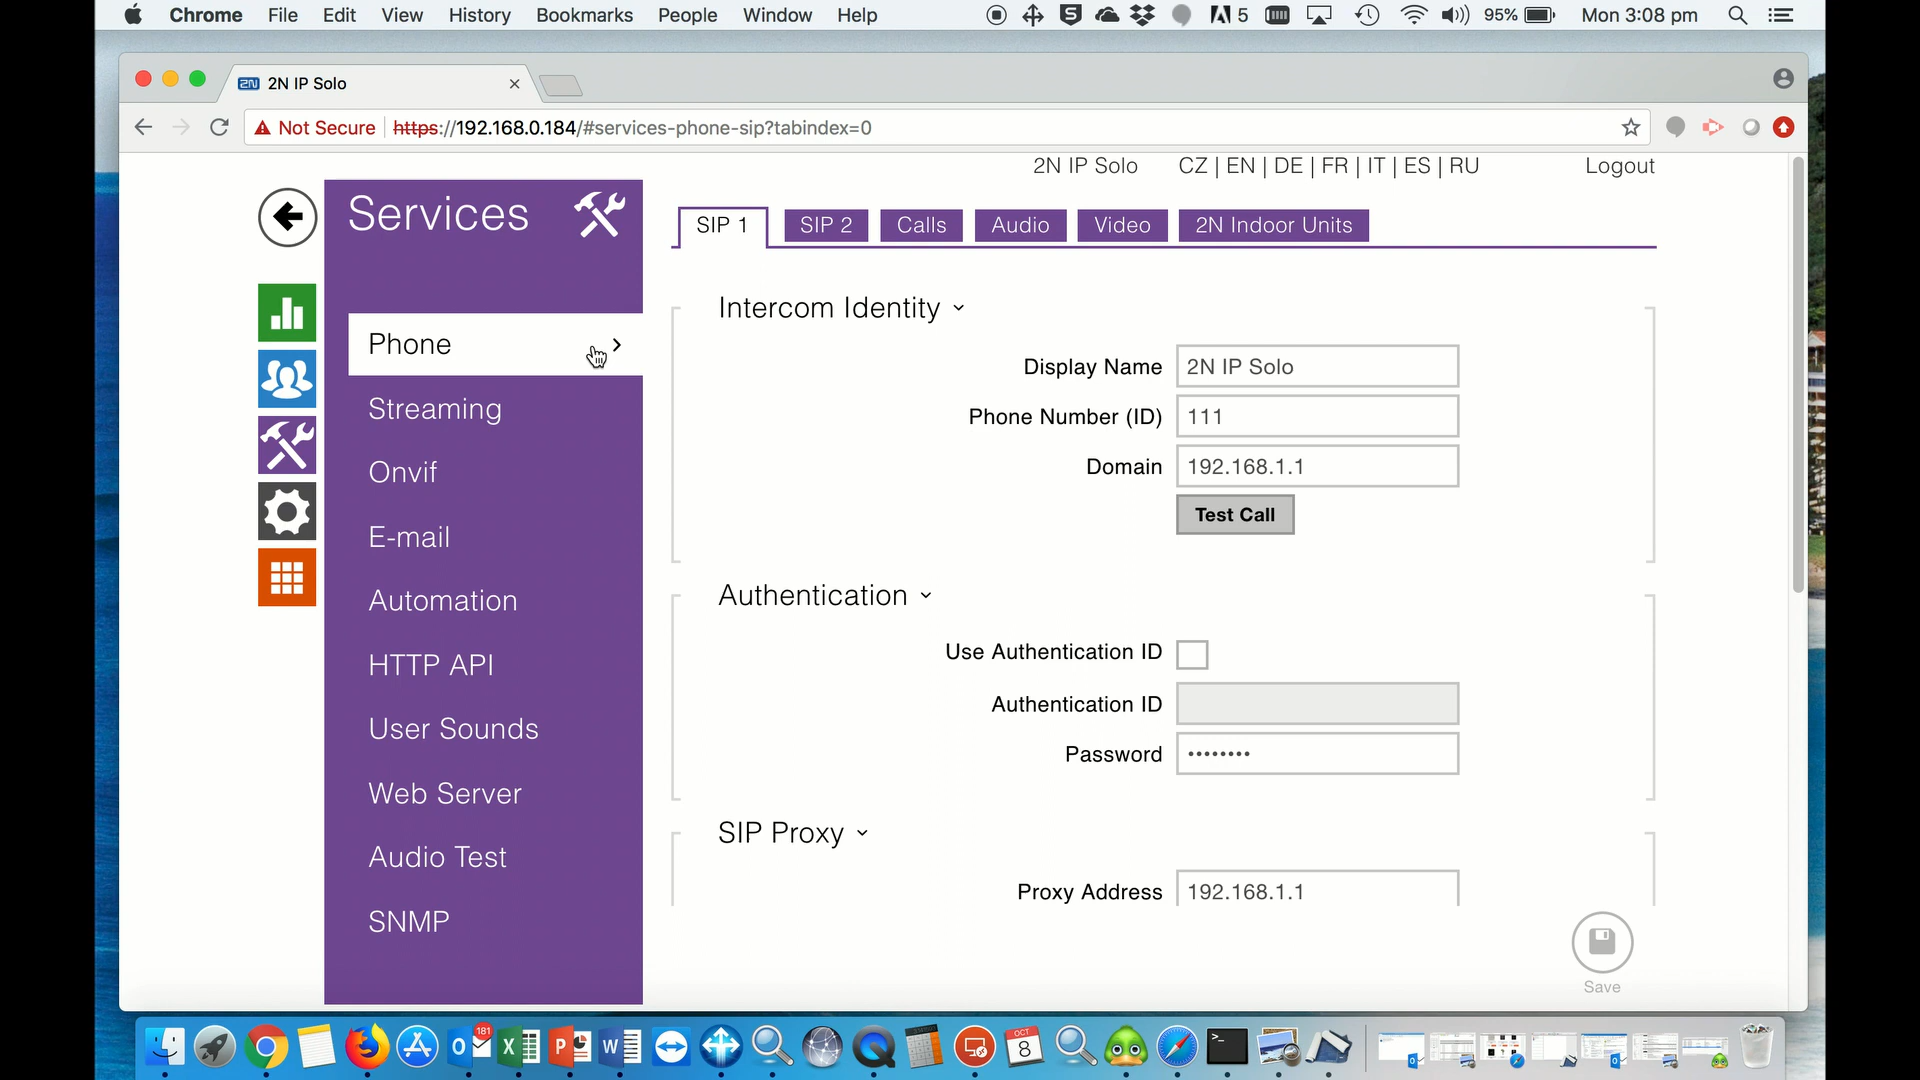 Chrome File Edit View History Bookmarks People Window Help 5 95% Mon 3:08 pm
2N 2N IP Solo
Not Secure https://192.168.0.184/#services-phone-sip?tabindex=0
2N IP Solo CZ | EN | DE | FR | IT | ES | RU Logout
Services
SIP 1 SIP 2 Calls Audio Video 2N Indoor Units
Phone
Streaming
Onvif
E-mail
Automation
HTTP API
User Sounds
Web Server
Audio Test
SNMP
Intercom Identity
Display Name 2N IP Solo
Phone Number (ID) 111
Domain 192.168.1.1
Test Call
Authentication
Use Authentication ID
Authentication ID
Password ••••••••
SIP Proxy
Proxy Address 192.168.1.1
Save
181
OCT
8